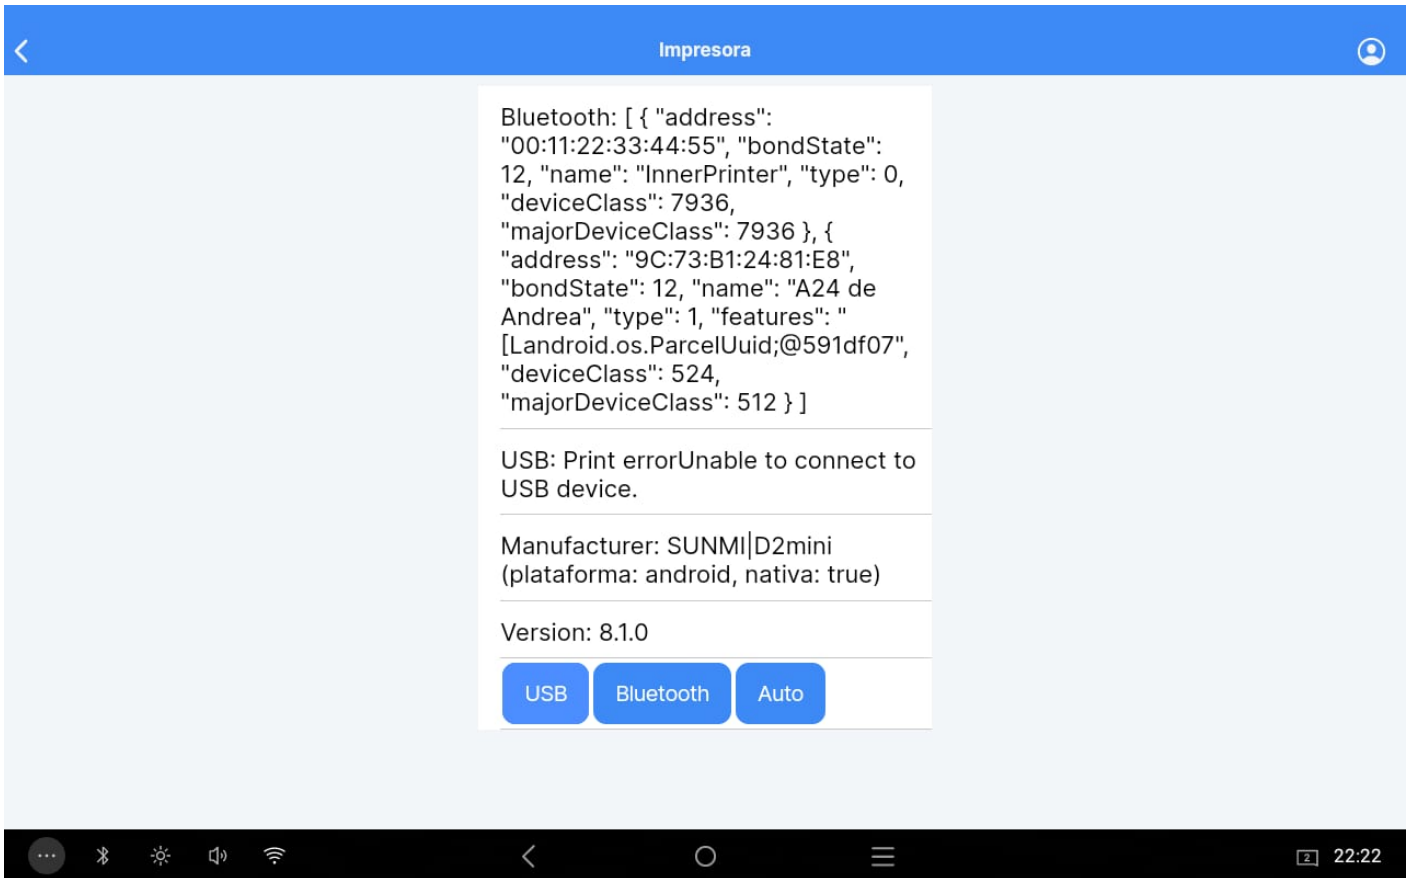 Impresora
Bluetooth: [ { "address":
"00:11:22:33:44:55", "bondState":
12, "name": "InnerPrinter", "type": 0,
"deviceClass": 7936,
"majorDeviceClass": 7936 }, {
"address": "9C:73:B1:24:81:E8",
"bondState": 12, "name": "A24 de
Andrea", "type": 1, "features": "
[Landroid.os.ParcelUuid;@591df07",
"deviceClass": 524,
"majorDeviceClass": 512 } ]
USB: Print errorUnable to connect to
USB device.
Manufacturer: SUNMI|D2mini
(plataforma: android, nativa: true)
Version: 8.1.0
USB Bluetooth Auto
2 22:22